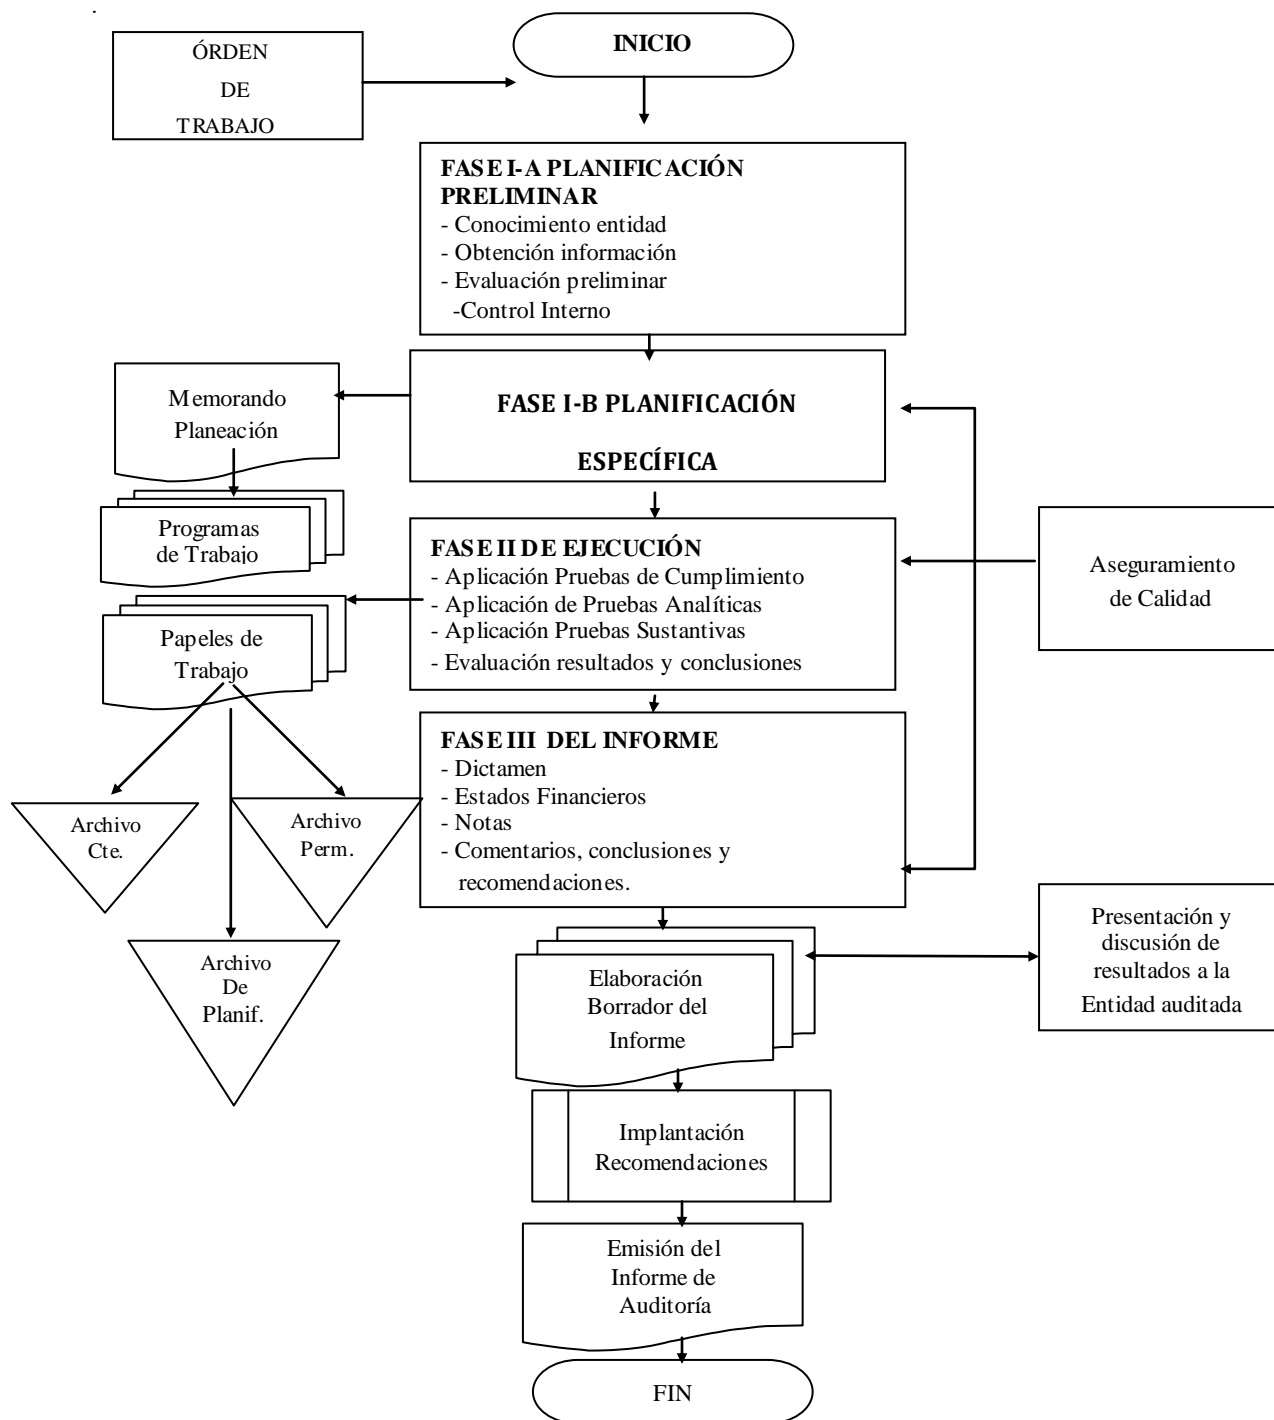 ÓRDEN
DE
TRABAJO
INICIO
FASE I-A PLANIFICACIÓN
PRELIMINAR
- Conocimiento entidad
- Obtención información
- Evaluación preliminar
-Control Interno
Memorando
Planeación
FASE I-B PLANIFICACIÓN
ESPECÍFICA
Programas
de Trabajo
FASE II DE EJECUCIÓN
- Aplicación Pruebas de Cumplimiento
- Aplicación de Pruebas Analíticas
- Aplicación Pruebas Sustantivas
- Evaluación resultados y conclusiones
Aseguramiento
de Calidad
Papeles de
Trabajo
FASE III DEL INFORME
- Dictamen
- Estados Financieros
- Notas
- Comentarios, conclusiones y
recomendaciones.
Archivo
Cte.
Archivo
Perm.
Archivo
De
Planif.
Elaboración
Borrador del
Informe
Presentación y
discusión de
resultados a la
Entidad auditada
Implantación
Recomendaciones
Emisión del
Informe de
Auditoría
FIN